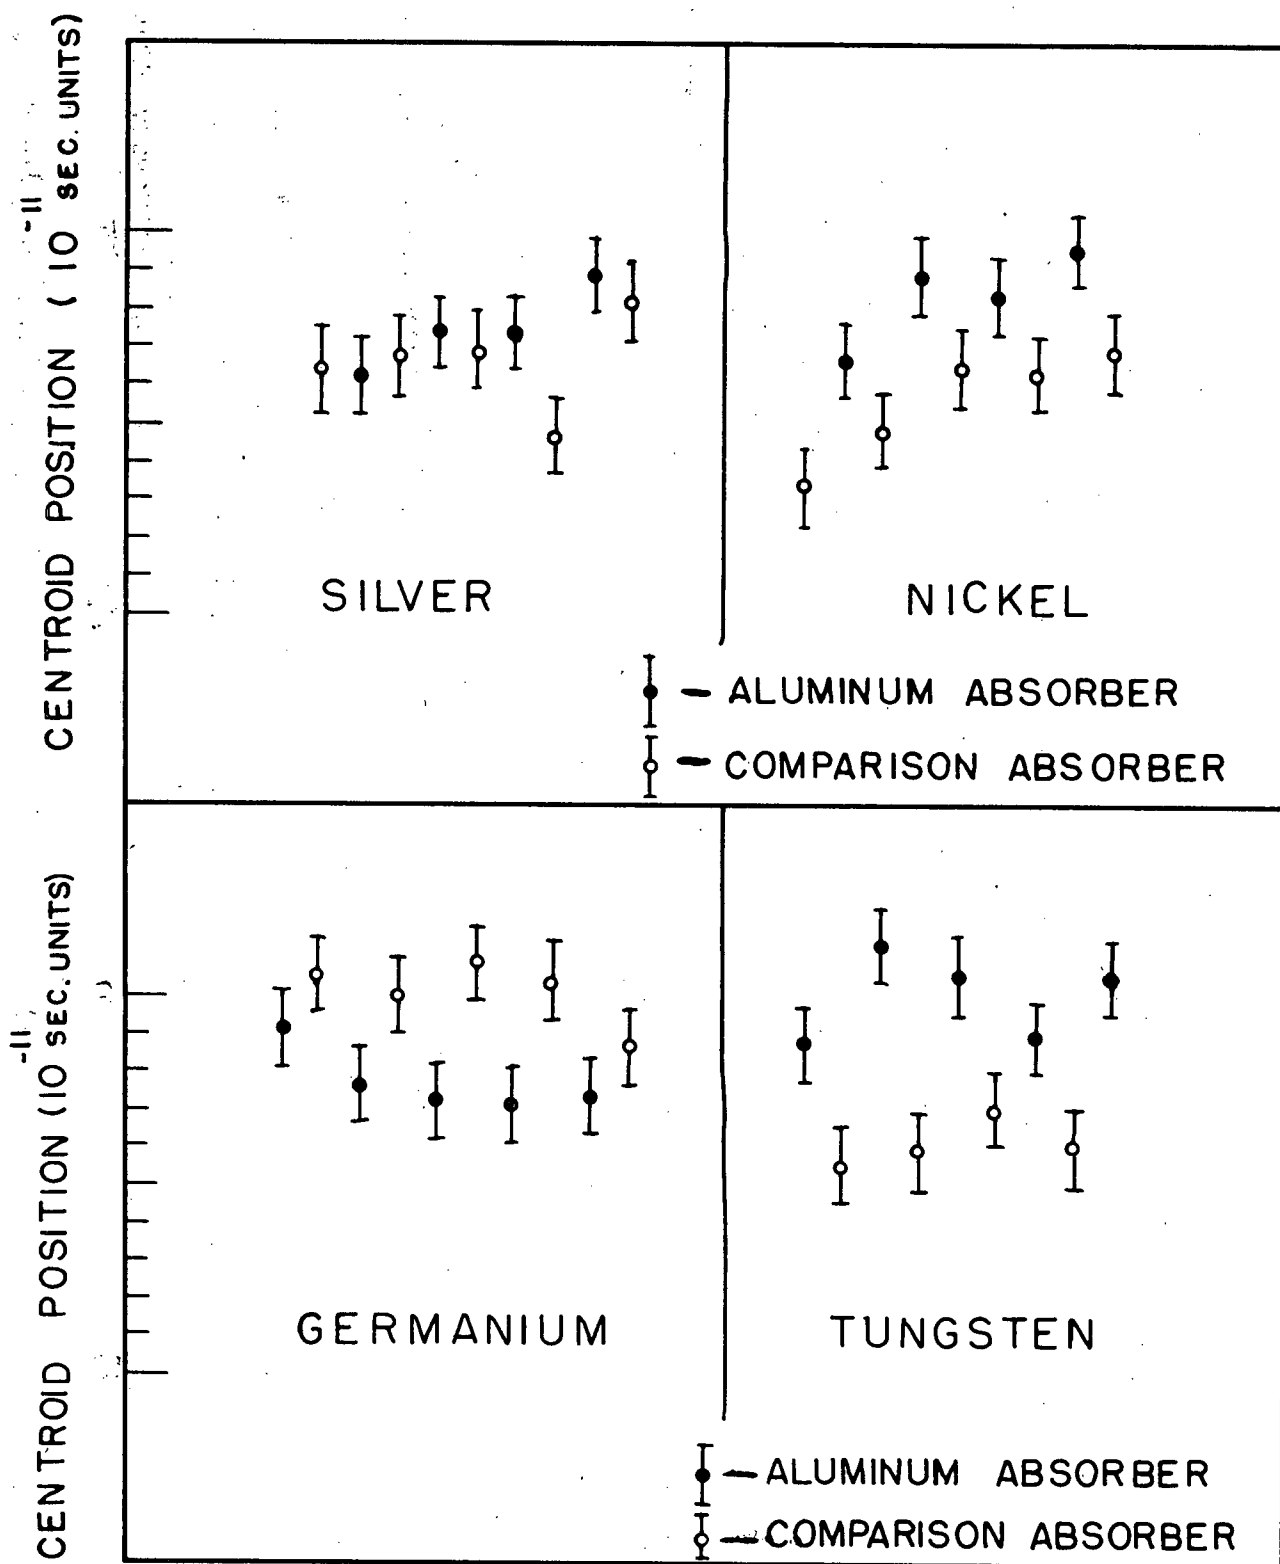 CENTROID POSITION (10⁻¹¹ SEC. UNITS)
SILVER
NICKEL
ALUMINUM ABSORBER
COMPARISON ABSORBER
CENTROID POSITION (10⁻¹¹ SEC. UNITS)
GERMANIUM
TUNGSTEN
ALUMINUM ABSORBER
COMPARISON ABSORBER